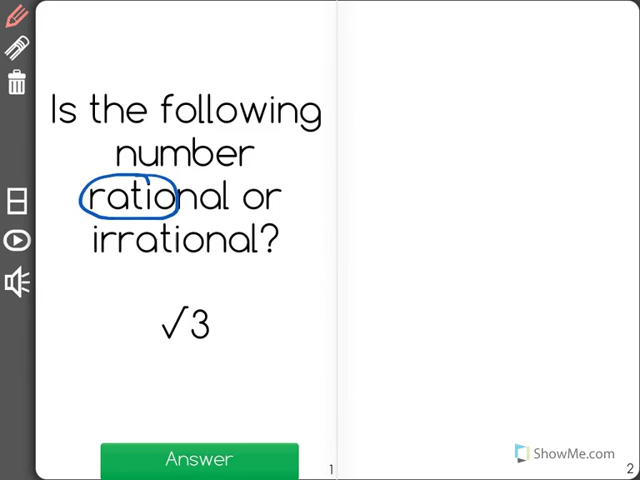 Is the following
number
rational or
irrational?
√3
Answer
1
ShowMe.com
2